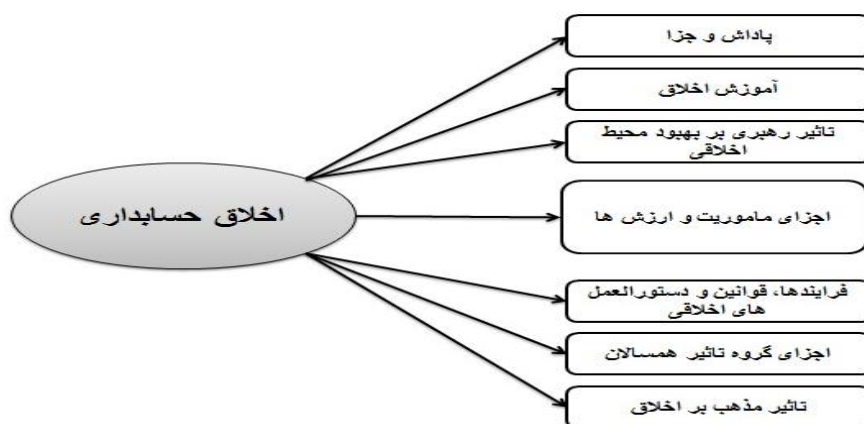 پاداش و جزا
آموزش اخلاق
تاثیر رهبری بر بهبود محیط
اخلاقی
اخلاق حسابداری
اجزای ماموریت و ارزش ها
فرایندها، قوانین و دستورالعمل
های اخلاقی
اجزای گروه تاثیر همسالان
تاثیر مذهب بر اخلاق